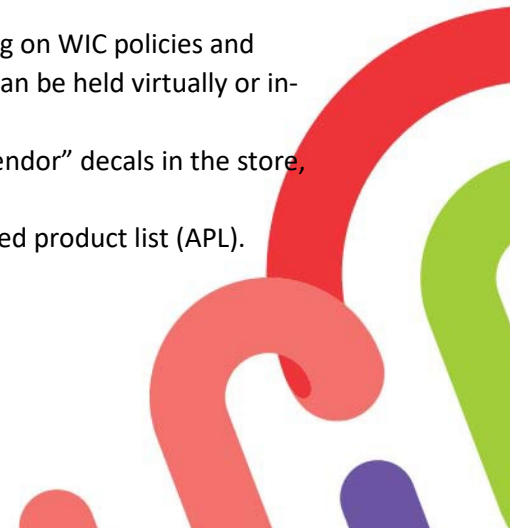 g on WIC policies and
an be held virtually or in-
endor” decals in the store,
ed product list (APL).